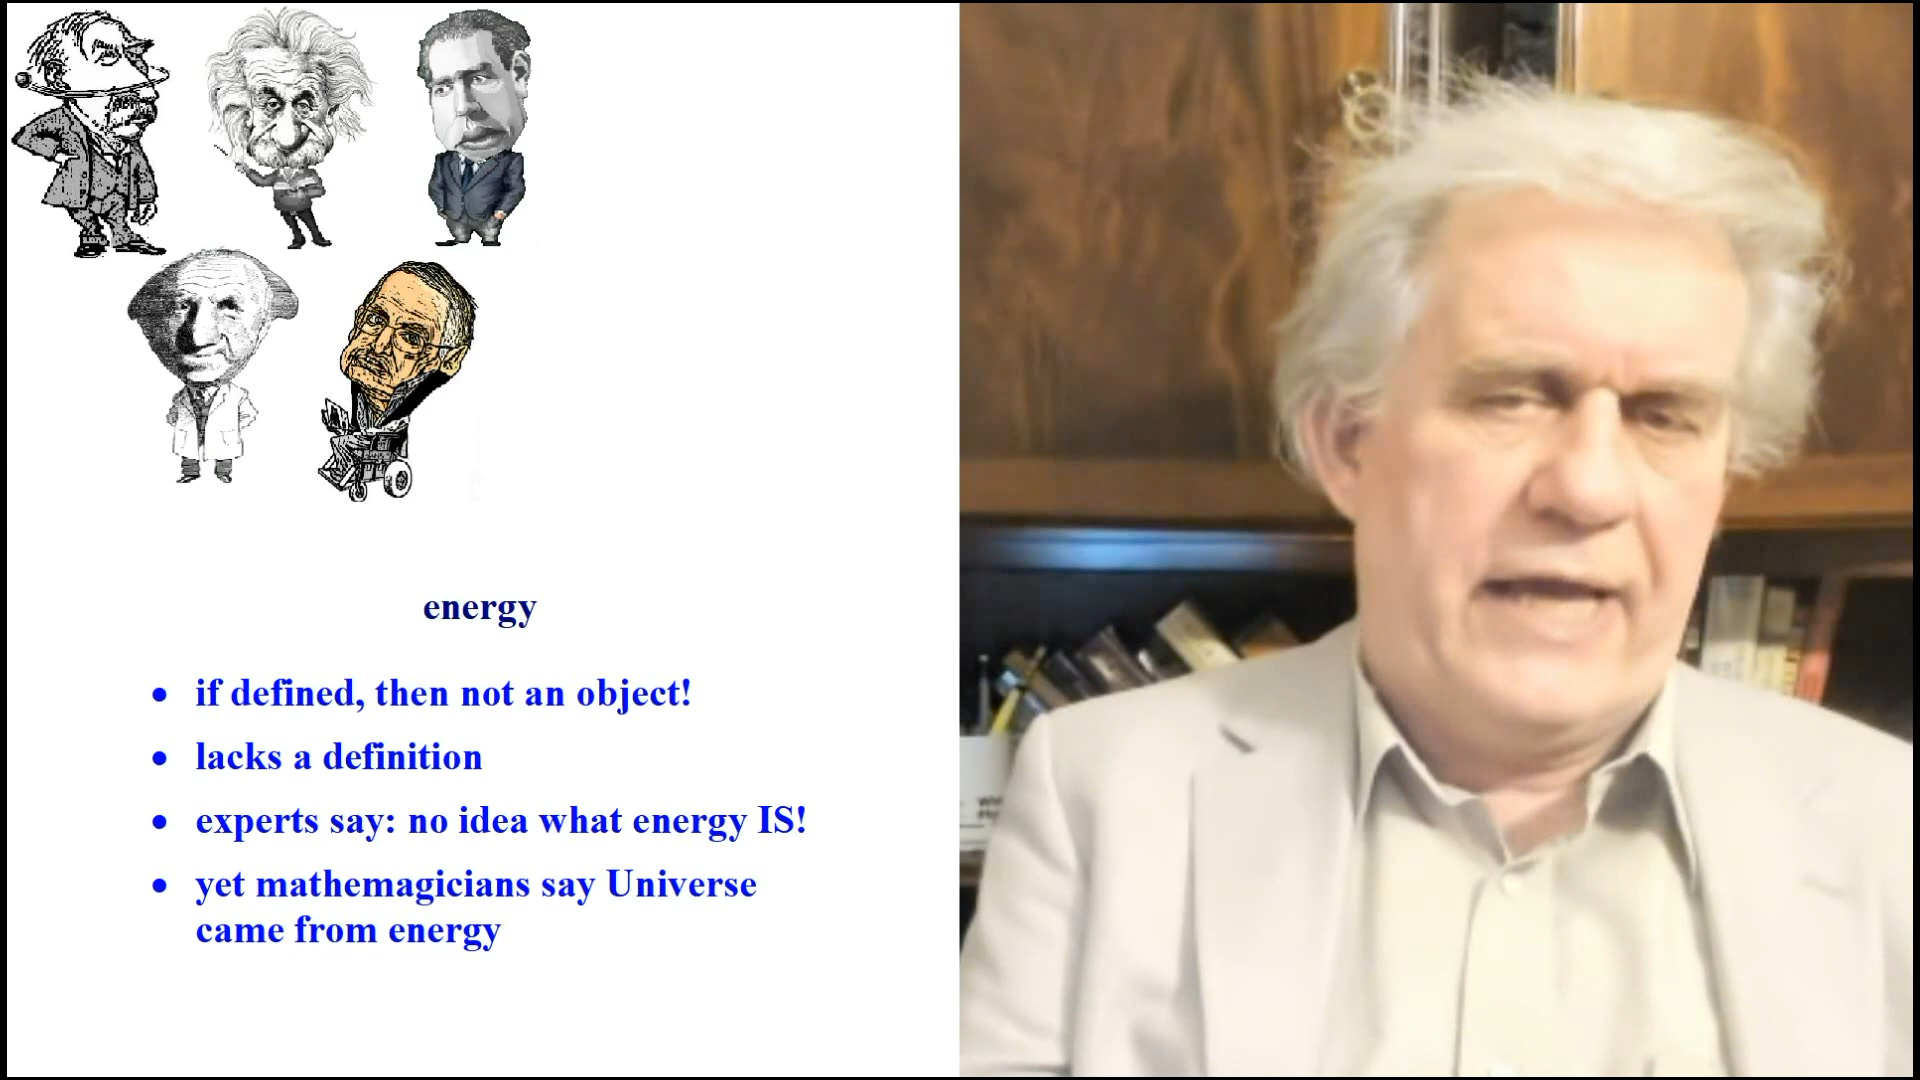 energy
• if defined, then not an object!
• lacks a definition
• experts say: no idea what energy IS!
• yet mathemagicians say Universe
came from energy